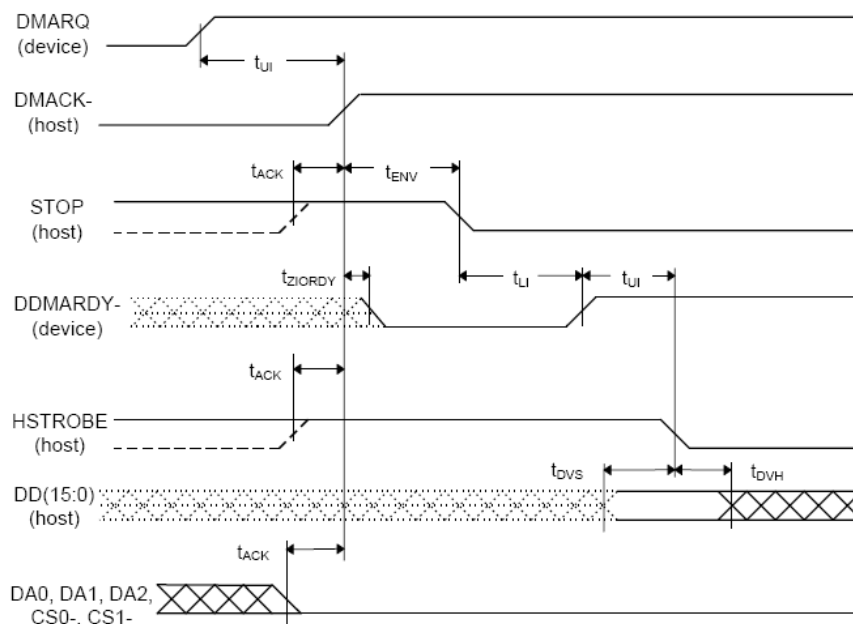 DMARQ
(device)
tUI
DMACK-
(host)
tACK
tENV
STOP
(host)
tZIORDY
tLI
tUI
DDMARDY-
(device)
tACK
HSTROBE
(host)
tDVS
tDVH
DD(15:0)
(host)
tACK
DA0, DA1, DA2,
CS0-, CS1-